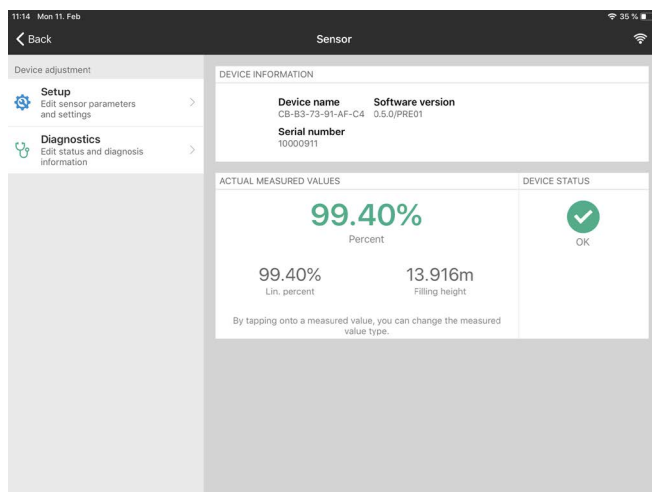 11:14 Mon 11. Feb
35 %
Back
Sensor
Device adjustment
Setup
Edit sensor parameters
and settings
Diagnostics
Edit status and diagnosis
information
DEVICE INFORMATION
Device name Software version
CB-B3-73-91-AF-C4 0.5.0/PRE01
Serial number
10000911
ACTUAL MEASURED VALUES
99.40%
Percent
99.40% 13.916m
Lin. percent Filling height
By tapping onto a measured value, you can change the measured
value type.
DEVICE STATUS
OK